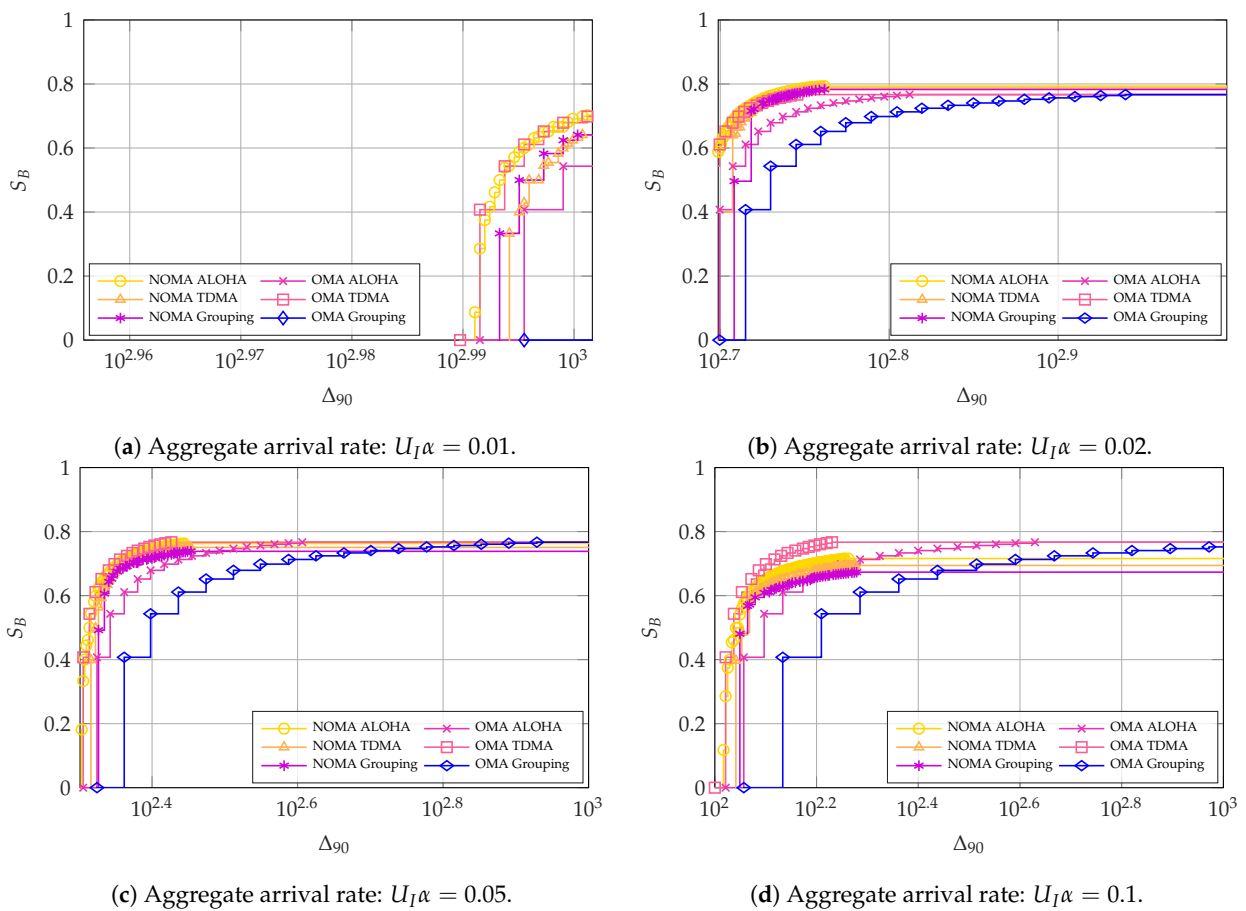 1
0.8
0.6
0.4
0.2
0
S_B
NOMA ALOHA OMA ALOHA
NOMA TDMA OMA TDMA
NOMA Grouping OMA Grouping
10^2.96 10^2.97 10^2.98 10^2.99 10^3
Δ_90
(a) Aggregate arrival rate: U_I α = 0.01.
1
0.8
0.6
0.4
0.2
0
S_B
NOMA ALOHA OMA ALOHA
NOMA TDMA OMA TDMA
NOMA Grouping OMA Grouping
10^2.7 10^2.8 10^2.9
Δ_90
(b) Aggregate arrival rate: U_I α = 0.02.
1
0.8
0.6
0.4
0.2
0
S_B
NOMA ALOHA OMA ALOHA
NOMA TDMA OMA TDMA
NOMA Grouping OMA Grouping
10^2.4 10^2.6 10^2.8 10^3
Δ_90
(c) Aggregate arrival rate: U_I α = 0.05.
1
0.8
0.6
0.4
0.2
0
S_B
NOMA ALOHA OMA ALOHA
NOMA TDMA OMA TDMA
NOMA Grouping OMA Grouping
10^2 10^2.2 10^2.4 10^2.6 10^2.8 10^3
Δ_90
(d) Aggregate arrival rate: U_I α = 0.1.